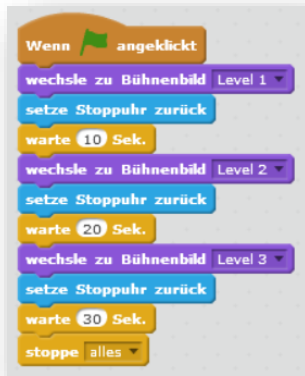 Wenn angeklickt
wechsle zu Bühnenbild Level 1
setze Stoppuhr zurück
warte 10 Sek.
wechsle zu Bühnenbild Level 2
setze Stoppuhr zurück
warte 20 Sek.
wechsle zu Bühnenbild Level 3
setze Stoppuhr zurück
warte 30 Sek.
stoppe alles